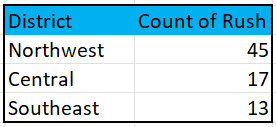 District Count of Rush
Northwest 45
Central 17
Southeast 13